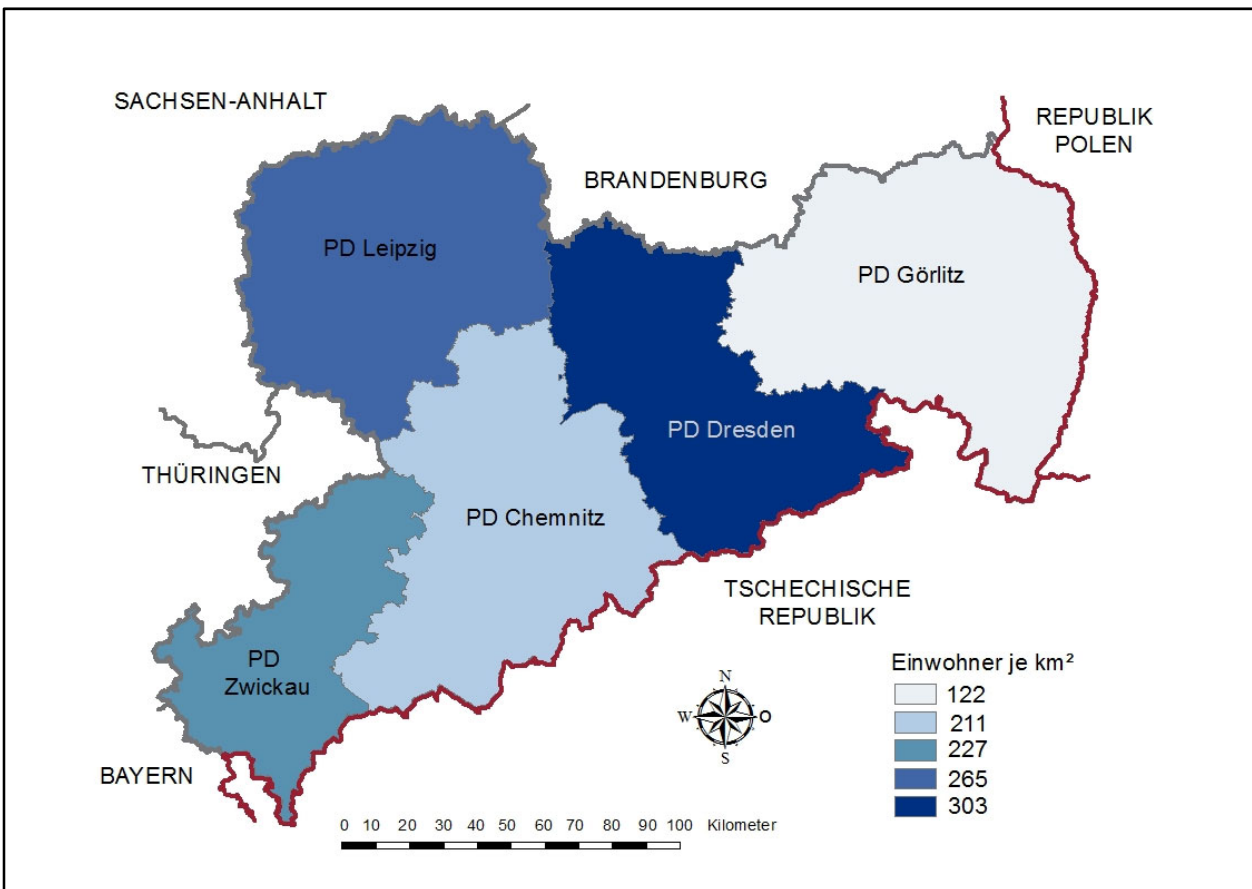 SACHSEN-ANHALT
REPUBLIK
POLEN
BRANDENBURG
PD Leipzig
PD Görlitz
PD Dresden
THÜRINGEN
PD Chemnitz
TSCHECHISCHE
REPUBLIK
PD
Zwickau
BAYERN
N
W O
S
Einwohner je km²
122
211
227
265
303
0 10 20 30 40 50 60 70 80 90 100 Kilometer